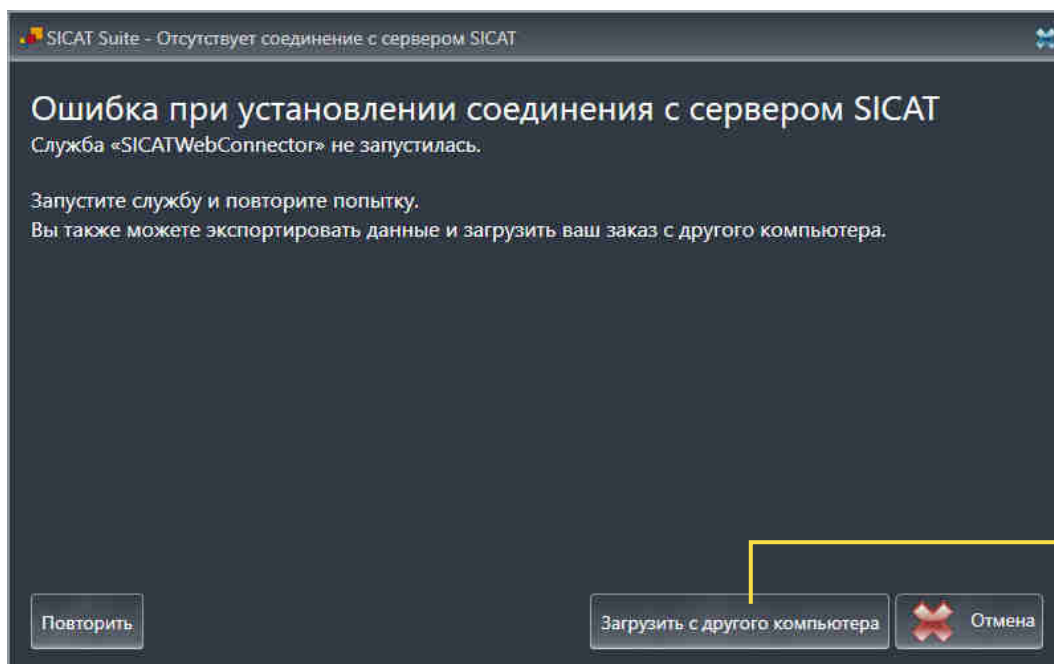 SICAT Suite - Отсутствует соединение с сервером SICAT
Ошибка при установлении соединения с сервером SICAT
Служба «SICATWebConnector» не запустилась.
Запустите службу и повторите попытку.
Вы также можете экспортировать данные и загрузить ваш заказ с другого компьютера.
Повторить
Загрузить с другого компьютера
Отмена